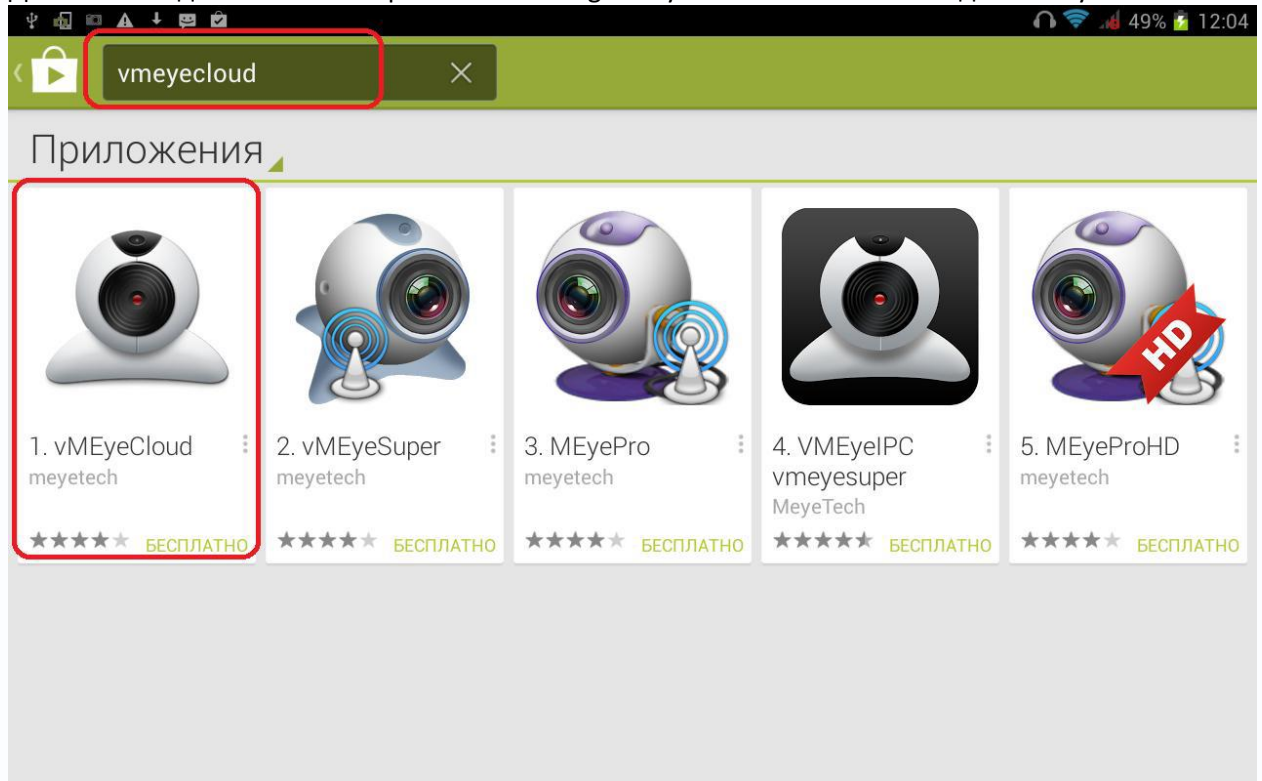 49% 12:04
vmeyecloud
Приложения
1. vMEyeCloud
meyetech
БЕСПЛАТНО
2. vMEyeSuper
meyetech
БЕСПЛАТНО
3. MEyePro
meyetech
БЕСПЛАТНО
4. VMEyeIPC
vmeyesuper
MeyeTech
БЕСПЛАТНО
HD
5. MEyeProHD
meyetech
БЕСПЛАТНО